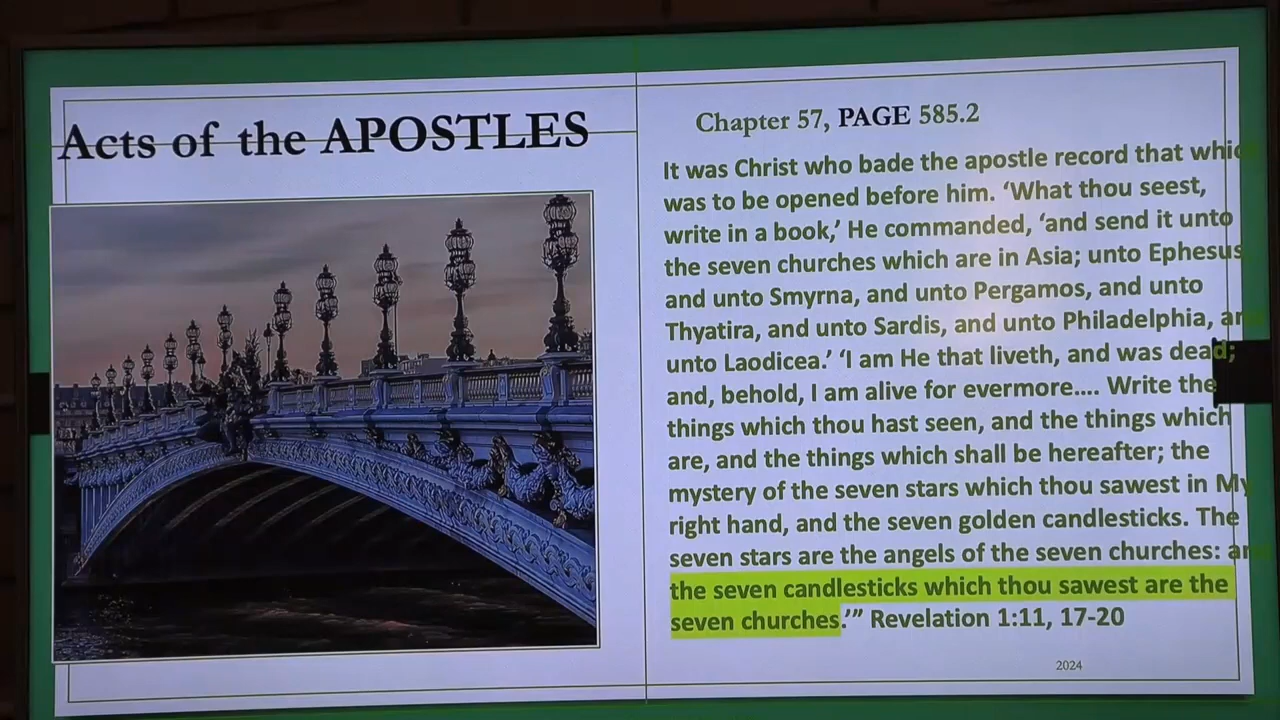 Acts of the APOSTLES
Chapter 57, PAGE 585.2
It was Christ who bade the apostle record that which
was to be opened before him. ‘What thou seest,
write in a book,’ He commanded, ‘and send it unto
the seven churches which are in Asia; unto Ephesus
and unto Smyrna, and unto Pergamos, and unto
Thyatira, and unto Sardis, and unto Philadelphia, an
unto Laodicea.’ ‘I am He that liveth, and was dead;
and, behold, I am alive for evermore.... Write the
things which thou hast seen, and the things which
are, and the things which shall be hereafter; the
mystery of the seven stars which thou sawest in My
right hand, and the seven golden candlesticks. The
seven stars are the angels of the seven churches: an
the seven candlesticks which thou sawest are the
seven churches.’” Revelation 1:11, 17-20
2024